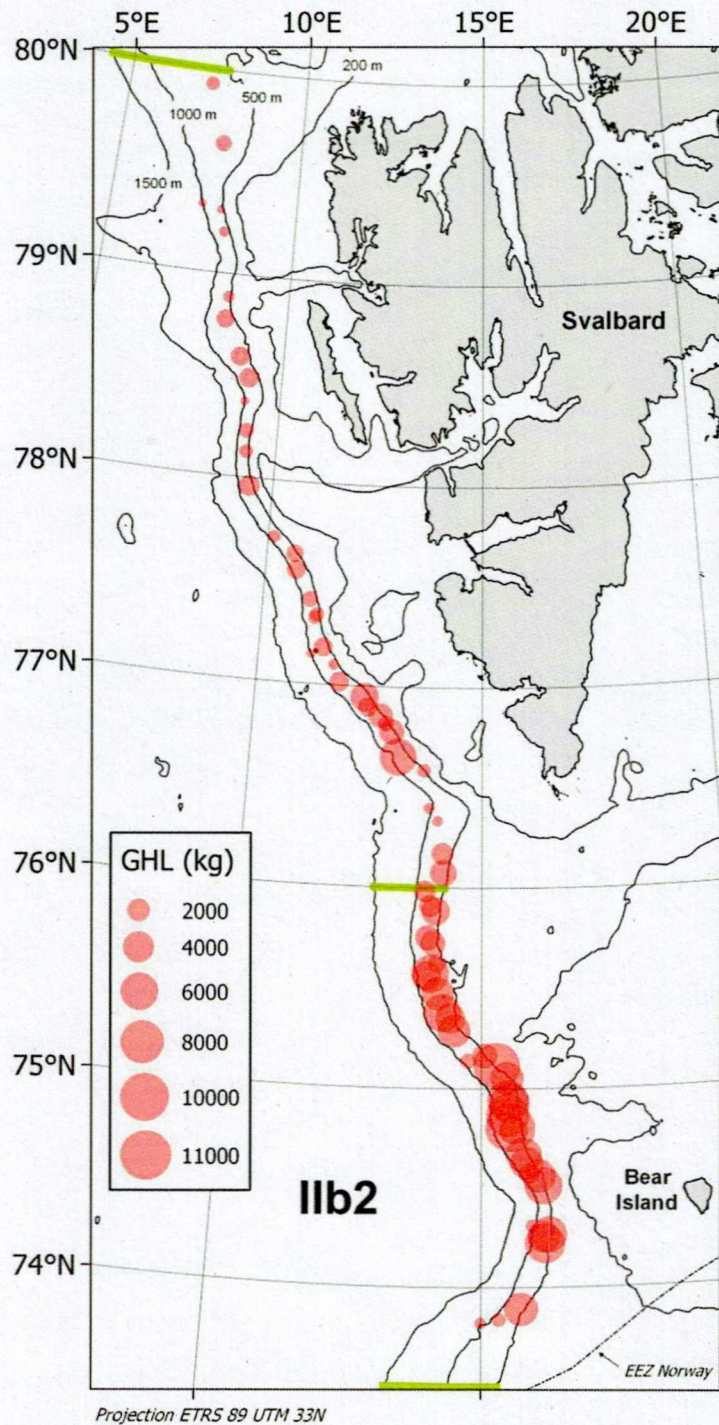 5°E 10°E 15°E 20°E
80°N
200 m
500 m
1000 m
1500 m
79°N
Svalbard
78°N
77°N
76°N
GHL (kg)
2000
4000
6000
8000
10000
11000
75°N
IIb2
Bear
Island
74°N
EEZ Norway
Projection ETRS 89 UTM 33N